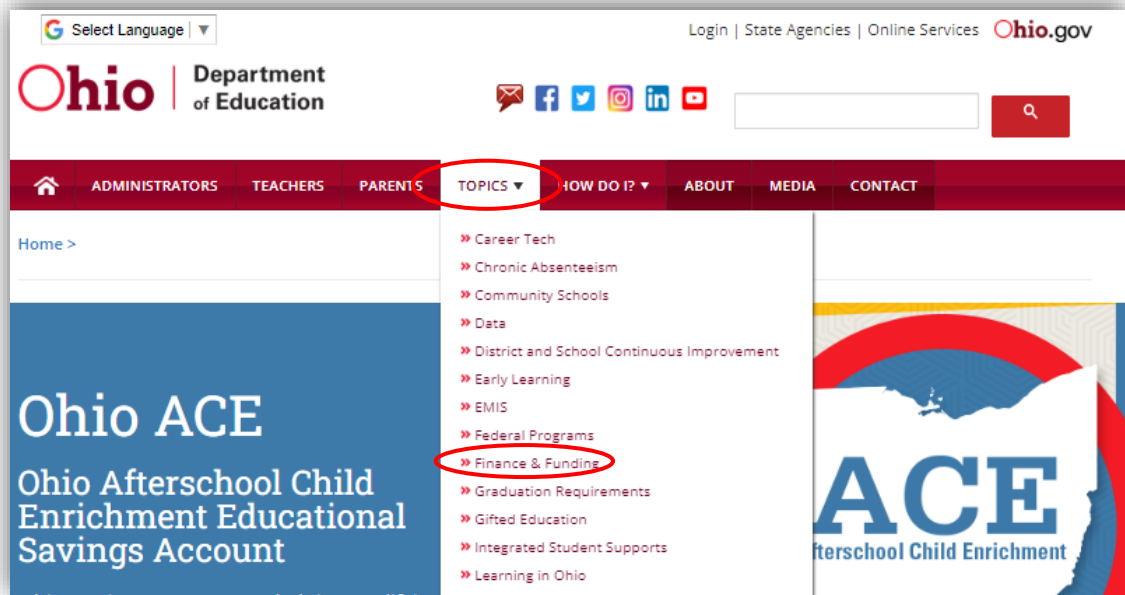 Select Language ▼
Login | State Agencies | Online Services Ohio.gov
Ohio Department
of Education
ADMINISTRATORS TEACHERS PARENTS TOPICS ▼ HOW DO I? ▼ ABOUT MEDIA CONTACT
Home >
» Career Tech
» Chronic Absenteeism
» Community Schools
» Data
» District and School Continuous Improvement
» Early Learning
» EMIS
» Federal Programs
» Finance & Funding
» Graduation Requirements
» Gifted Education
» Integrated Student Supports
» Learning in Ohio
Ohio ACE
Ohio Afterschool Child
Enrichment Educational
Savings Account
ACE
fterschool Child Enrichment